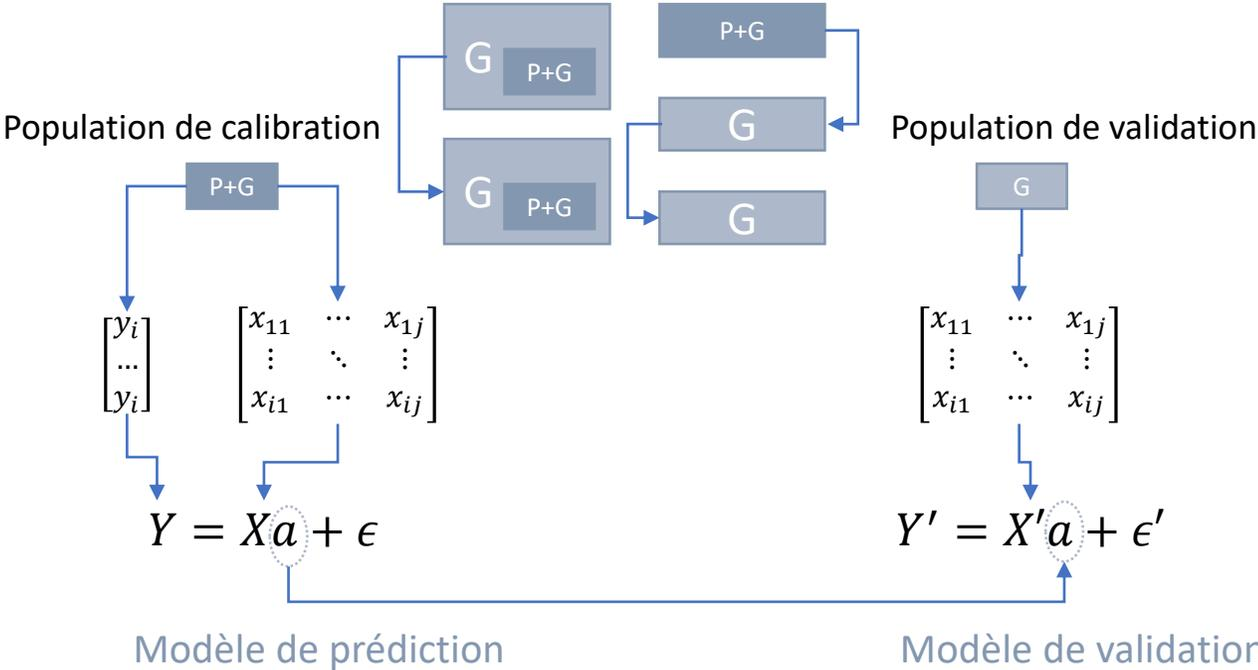 G
P+G
P+G
G
Population de calibration
Population de validation
P+G
G
P+G
G
G
[y_i ... y_i]
[x_11 ⋯ x_1j
⋮ ⋱ ⋮
x_i1 ⋯ x_ij]
[x_11 ⋯ x_1j
⋮ ⋱ ⋮
x_i1 ⋯ x_ij]
Y = Xa + ϵ
Y′ = X′a + ϵ′
Modèle de prédiction
Modèle de validation